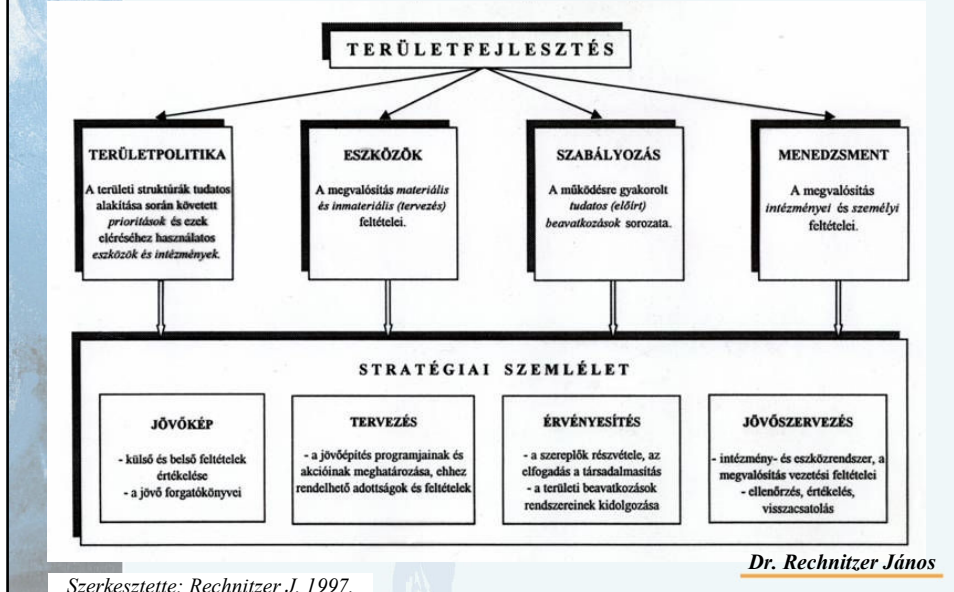 TERÜLETFEJLESZTÉS
TERÜLETPOLITIKA
A területi struktúrák tudatos
alakítása során követett
prioritások és ezek
eléréséhez használatos
eszközök és intézmények.
ESZKÖZÖK
A megvalósítás materiális
és inmateriális (tervezés)
feltételei.
SZABÁLYOZÁS
A működésre gyakorolt
tudatos (előírt)
beavatkozások sorozata.
MENEDZSMENT
A megvalósítás
intézményei és személyi
feltételei.
STRATÉGIAI SZEMLÉLET
JÖVŐKÉP
- külső és belső feltételek
értékelése
- a jövő forgatókönyvei
TERVEZÉS
- a jövőépítés programjainak és
akcióinak meghatározása, ehhez
rendelhető adottságok és feltételek
ÉRVÉNYESÍTÉS
- a szereplők részvétele, az
elfogadás a társadalmasítás
- a területi beavatkozások
rendszereinek kidolgozása
JÖVŐSZERVEZÉS
- intézmény- és eszközrendszer, a
megvalósítás vezetési feltételei
- ellenőrzés, értékelés,
visszacsatolás
Dr. Rechnitzer János
Szerkesztette: Rechnitzer J. 1997.